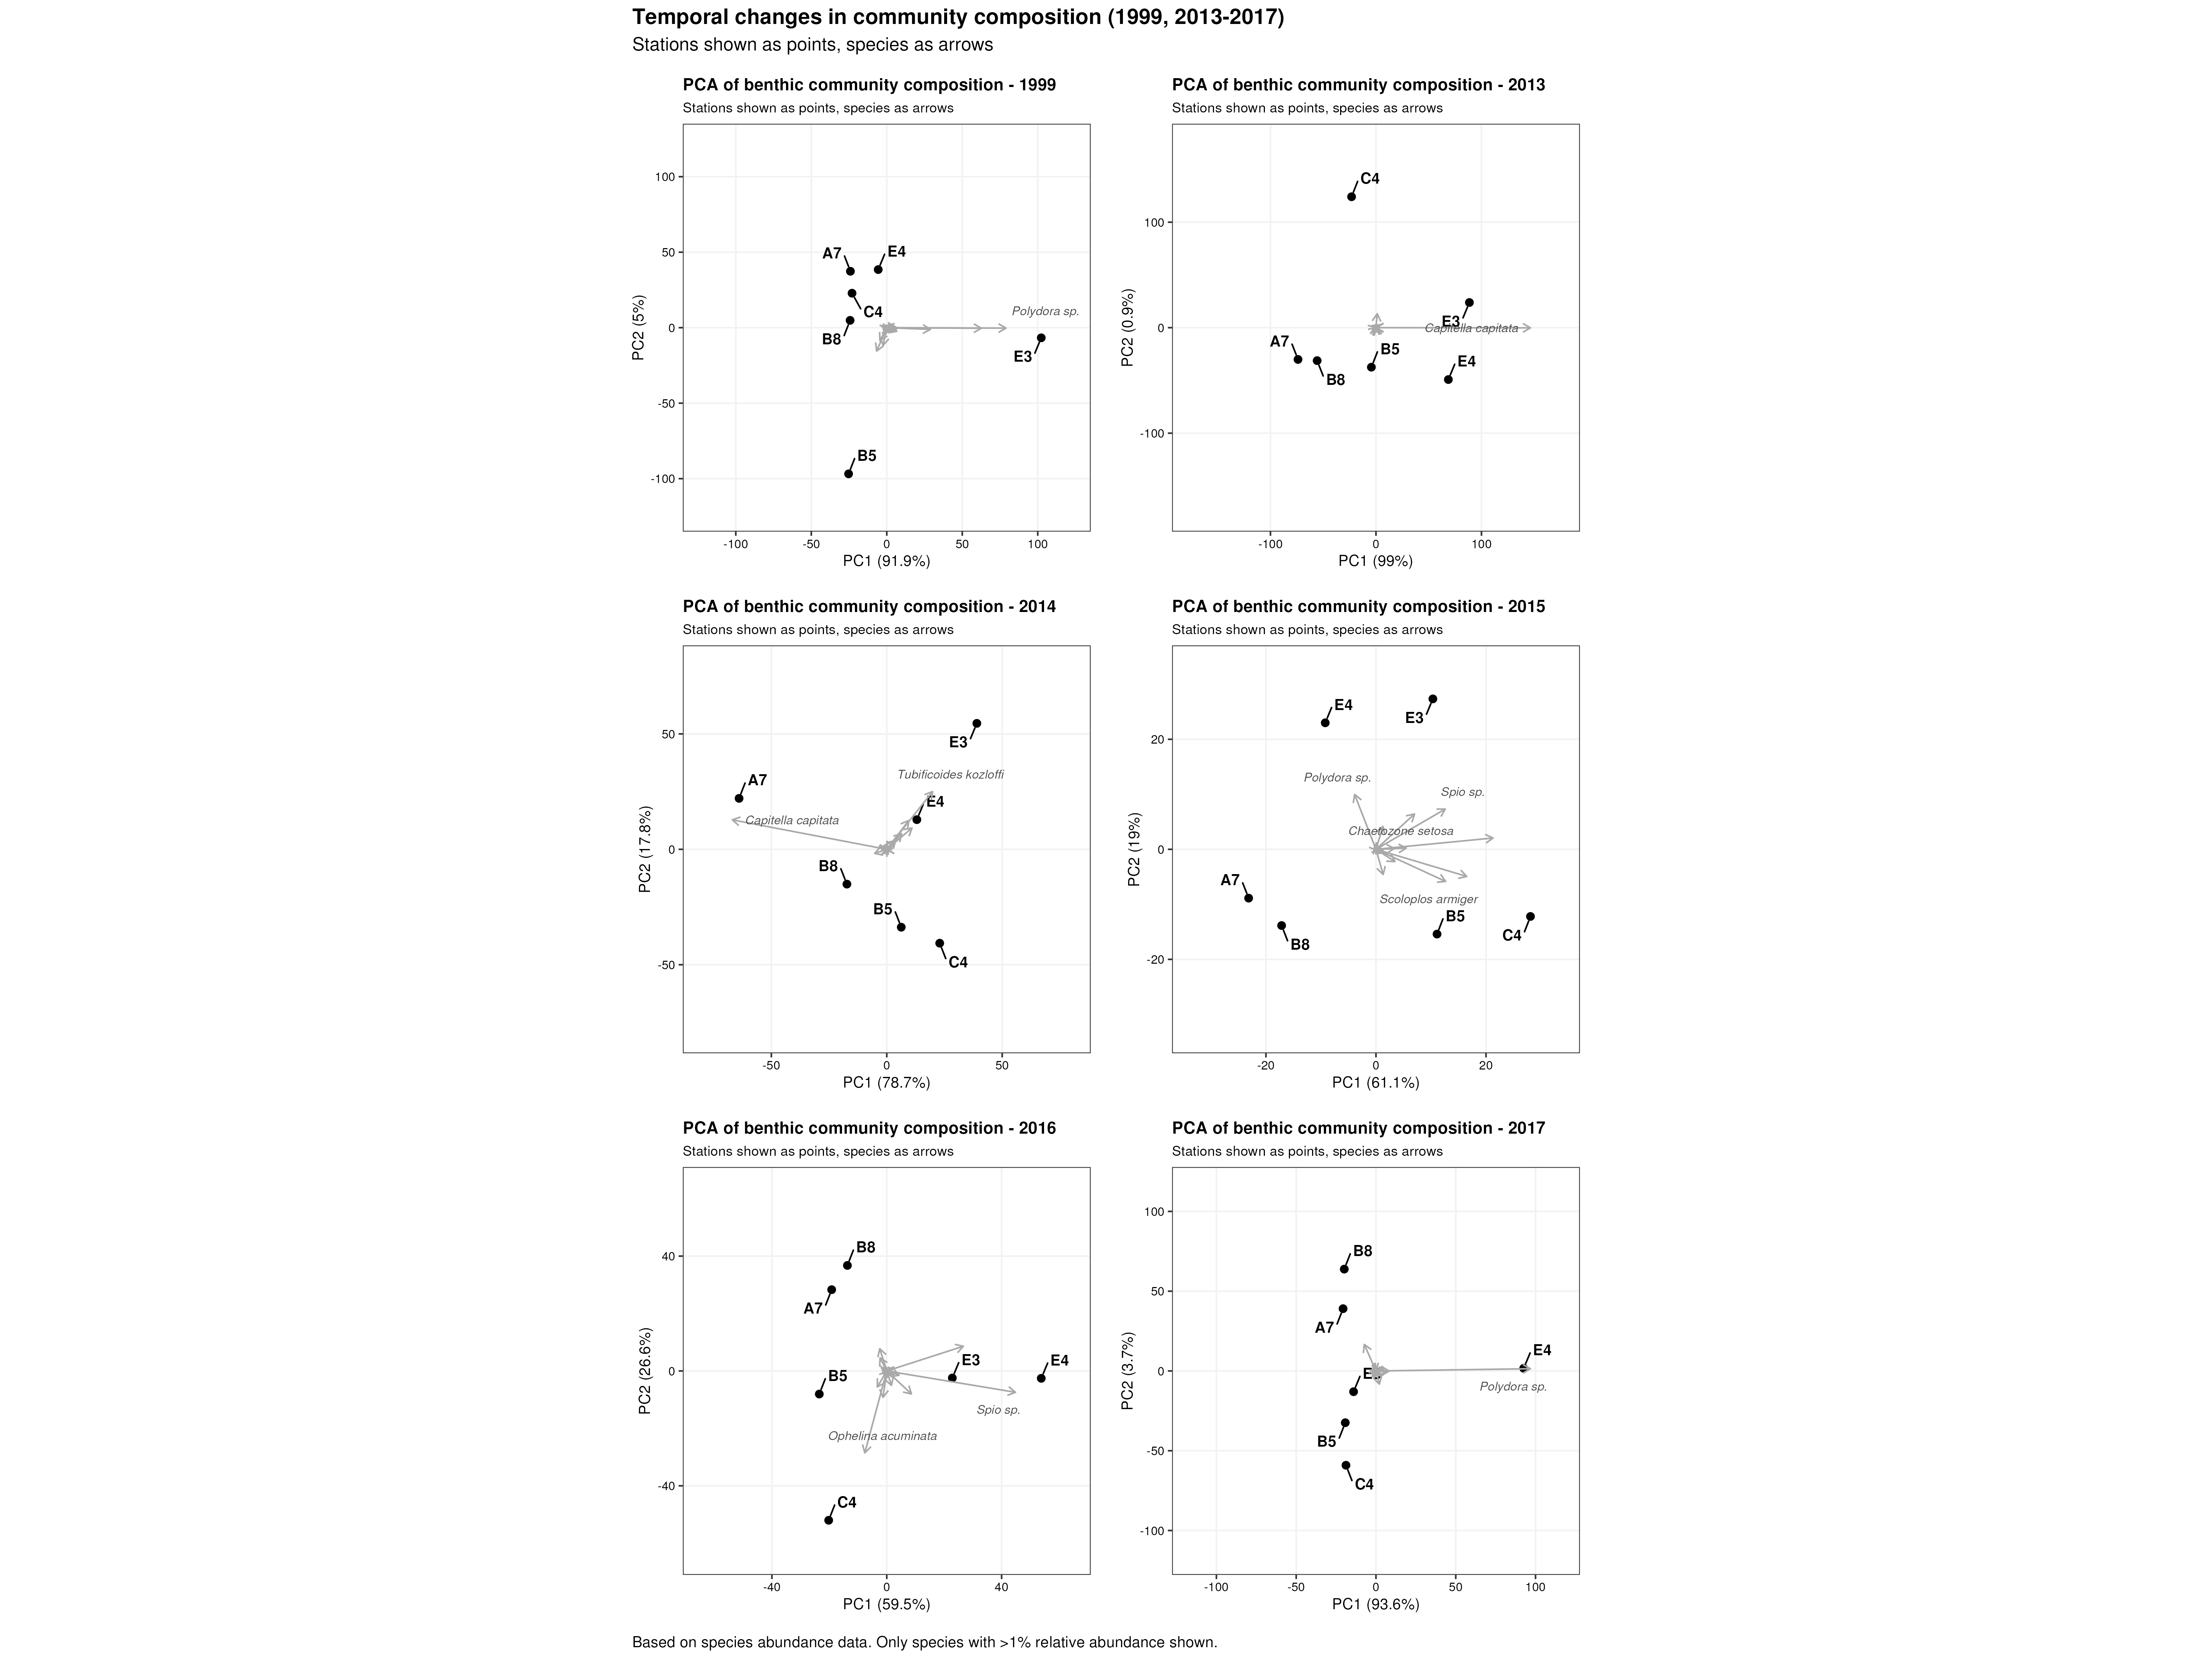 Temporal changes in community composition (1999, 2013-2017)
Stations shown as points, species as arrows
PCA of benthic community composition - 1999
Stations shown as points, species as arrows
PC2 (5%)
100
50
0
-50
-100
A7
E4
C4
B8
Polydora sp.
E3
B5
-100
-50
0
50
100
PC1 (91.9%)
PCA of benthic community composition - 2013
Stations shown as points, species as arrows
PC2 (0.9%)
100
0
-100
C4
E3
Capitella capitata
A7
B5
B8
E4
-100
0
100
PC1 (99%)
PCA of benthic community composition - 2014
Stations shown as points, species as arrows
PC2 (17.8%)
50
0
-50
E3
Tubificoides kozloffi
A7
E4
Capitella capitata
B8
B5
C4
-50
0
50
PC1 (78.7%)
PCA of benthic community composition - 2015
Stations shown as points, species as arrows
PC2 (19%)
20
0
-20
E4
E3
Polydora sp.
Spio sp.
Chaetozone setosa
A7
Scoloplos armiger
B5
B8
C4
-20
0
20
PC1 (61.1%)
PCA of benthic community composition - 2016
Stations shown as points, species as arrows
PC2 (26.6%)
40
0
-40
B8
A7
E3
E4
B5
Spio sp.
Ophelina acuminata
C4
-40
0
40
PC1 (59.5%)
PCA of benthic community composition - 2017
Stations shown as points, species as arrows
PC2 (3.7%)
100
50
0
-50
-100
B8
A7
E4
Polydora sp.
B5
C4
-100
-50
0
50
100
PC1 (93.6%)
Based on species abundance data. Only species with >1% relative abundance shown.